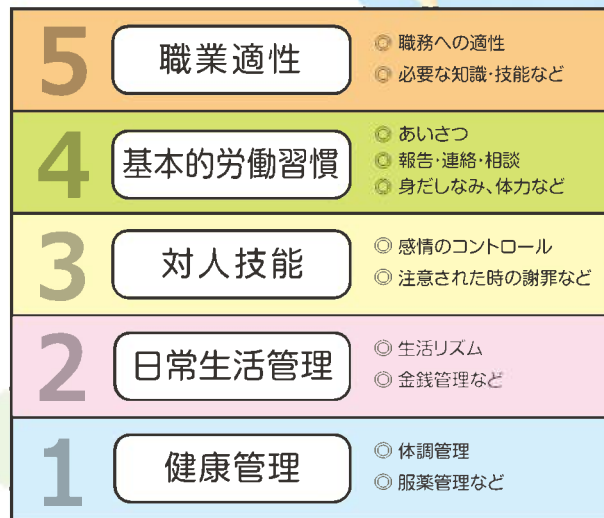 5
職業適性
◎ 職務への適性
◎ 必要な知識・技能など
4
基本的労働習慣
◎ あいさつ
◎ 報告・連絡・相談
◎ 身だしなみ、体力など
3
対人技能
◎ 感情のコントロール
◎ 注意された時の謝罪など
2
日常生活管理
◎ 生活リズム
◎ 金銭管理など
1
健康管理
◎ 体調管理
◎ 服薬管理など